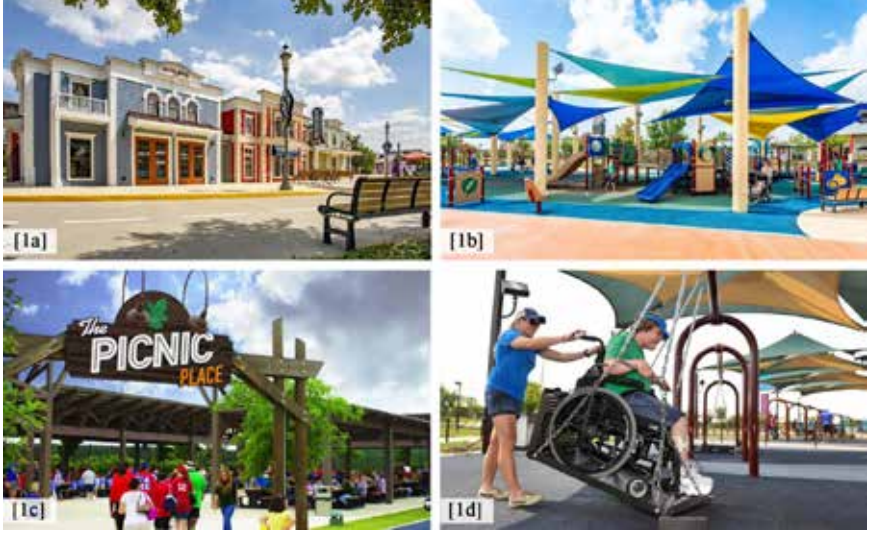 [1a]
[1b]
The
PICNIC
PLACE
[1c]
[1d]